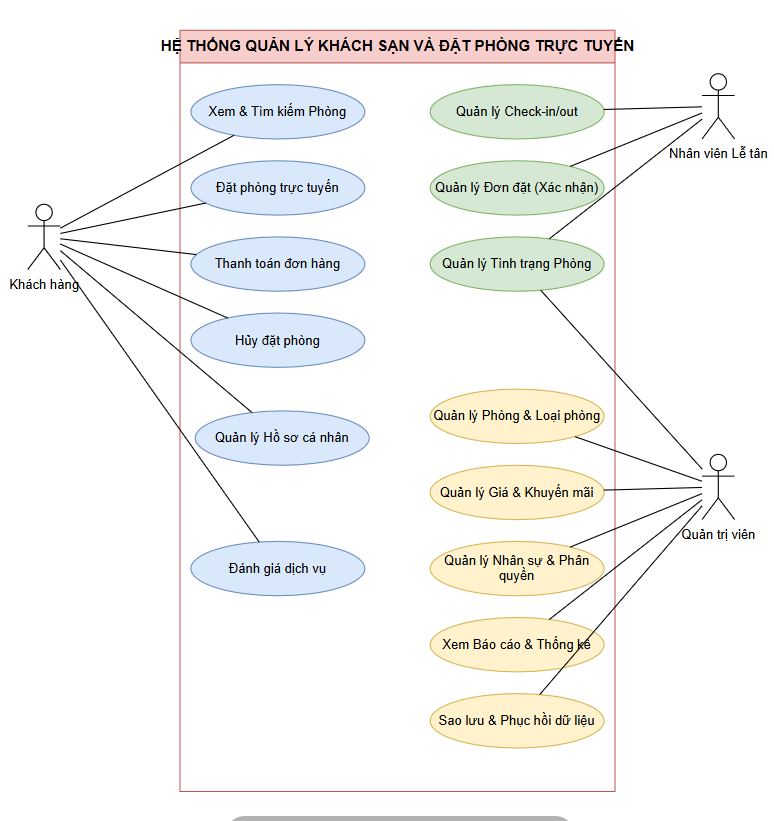 HỆ THỐNG QUẢN LÝ KHÁCH SẠN VÀ ĐẶT PHÒNG TRỰC TUYẾN
Xem & Tìm kiếm Phòng
Đặt phòng trực tuyến
Thanh toán đơn hàng
Hủy đặt phòng
Quản lý Hồ sơ cá nhân
Đánh giá dịch vụ
Khách hàng
Quản lý Check-in/out
Quản lý Đơn đặt (Xác nhận)
Quản lý Tình trạng Phòng
Quản lý Phòng & Loại phòng
Quản lý Giá & Khuyến mãi
Quản lý Nhân sự & Phân
quyền
Xem Báo cáo & Thống kê
Sao lưu & Phục hồi dữ liệu
Nhân viên Lễ tân
Quản trị viên